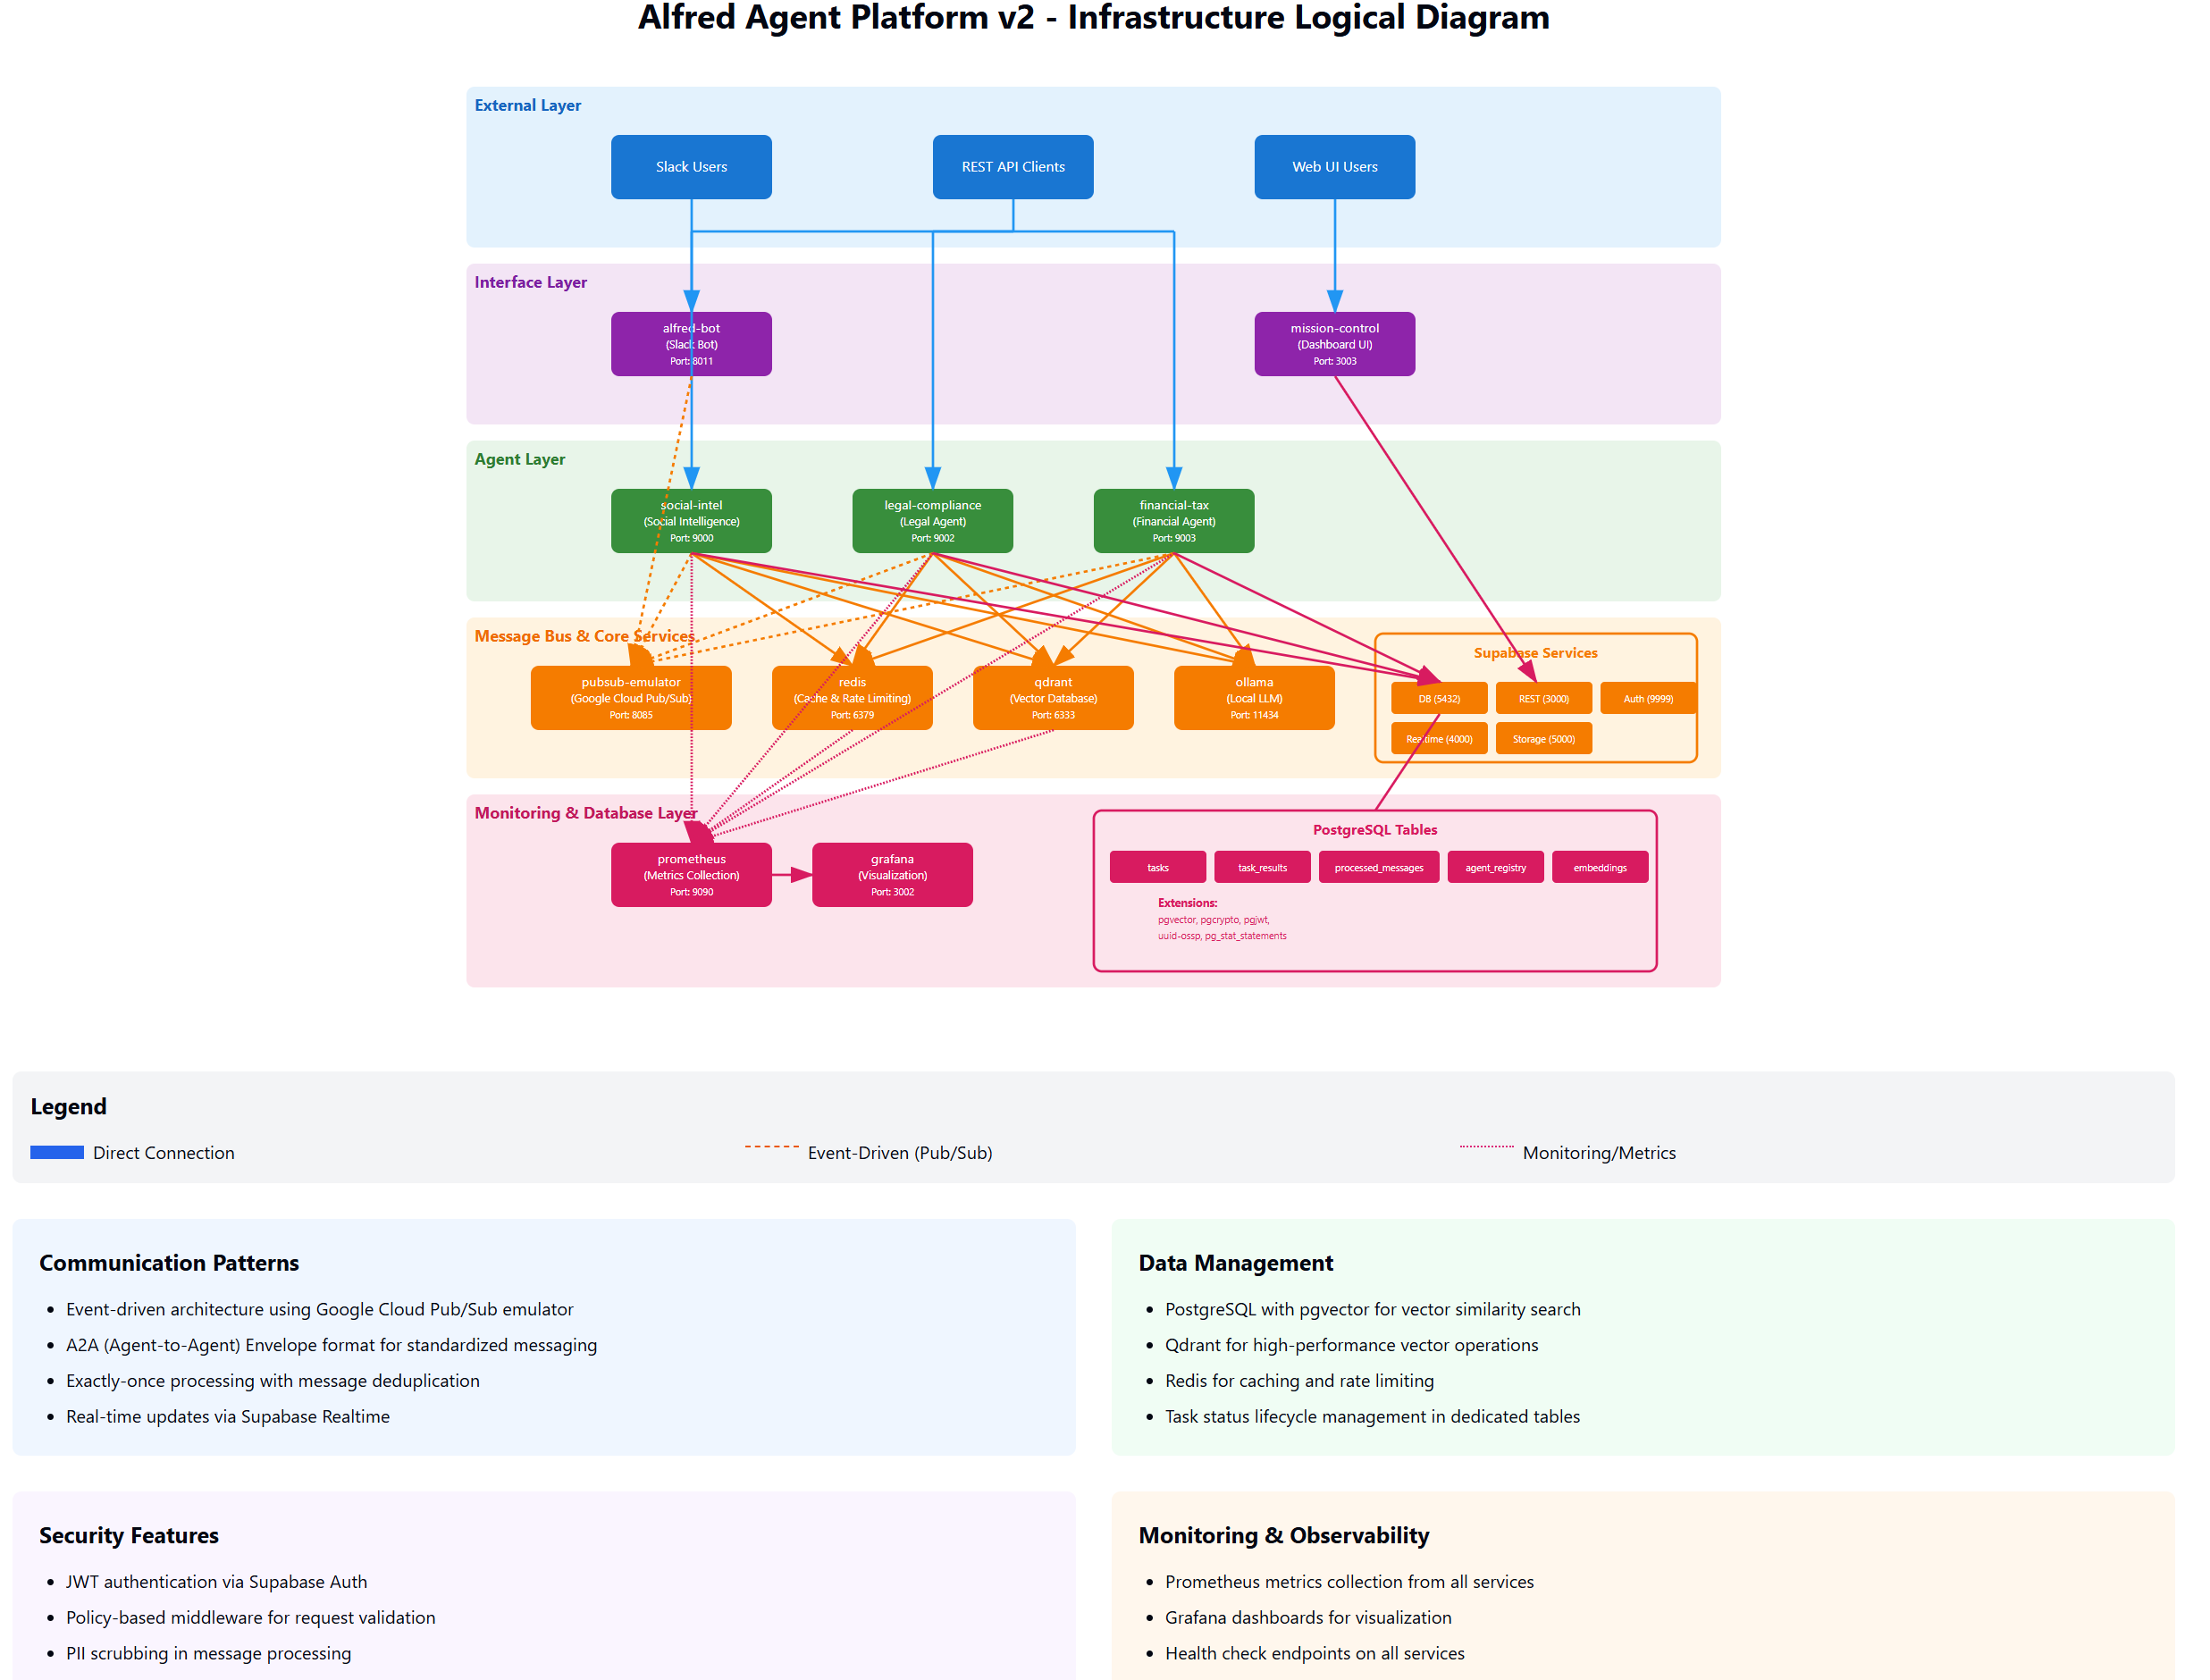 Alfred Agent Platform v2 - Infrastructure Logical Diagram
External Layer
Slack Users
REST API Clients
Web UI Users
Interface Layer
alfred-bot
(Slack Bot)
Port: 8011
mission-control
(Dashboard UI)
Port: 3003
Agent Layer
social-intel
(Social Intelligence)
Port: 9000
legal-compliance
(Legal Agent)
Port: 9002
financial-tax
(Financial Agent)
Port: 9003
Message Bus & Core Services
pubsub-emulator
(Google Cloud Pub/Sub)
Port: 8085
redis
(Cache & Rate Limiting)
Port: 6379
qdrant
(Vector Database)
Port: 6333
ollama
(Local LLM)
Port: 11434
Supabase Services
DB (5432)
REST (3000)
Auth (9999)
Realtime (4000)
Storage (5000)
Monitoring & Database Layer
prometheus
(Metrics Collection)
Port: 9090
grafana
(Visualization)
Port: 3002
PostgreSQL Tables
tasks
task_results
processed_messages
agent_registry
embeddings
Extensions:
pgvector, pgcrypto, pgjwt,
uuid-ossp, pg_stat_statements
Legend
Direct Connection
Event-Driven (Pub/Sub)
Monitoring/Metrics
Communication Patterns
• Event-driven architecture using Google Cloud Pub/Sub emulator
• A2A (Agent-to-Agent) Envelope format for standardized messaging
• Exactly-once processing with message deduplication
• Real-time updates via Supabase Realtime
Data Management
• PostgreSQL with pgvector for vector similarity search
• Qdrant for high-performance vector operations
• Redis for caching and rate limiting
• Task status lifecycle management in dedicated tables
Security Features
• JWT authentication via Supabase Auth
• Policy-based middleware for request validation
• PII scrubbing in message processing
Monitoring & Observability
• Prometheus metrics collection from all services
• Grafana dashboards for visualization
• Health check endpoints on all services